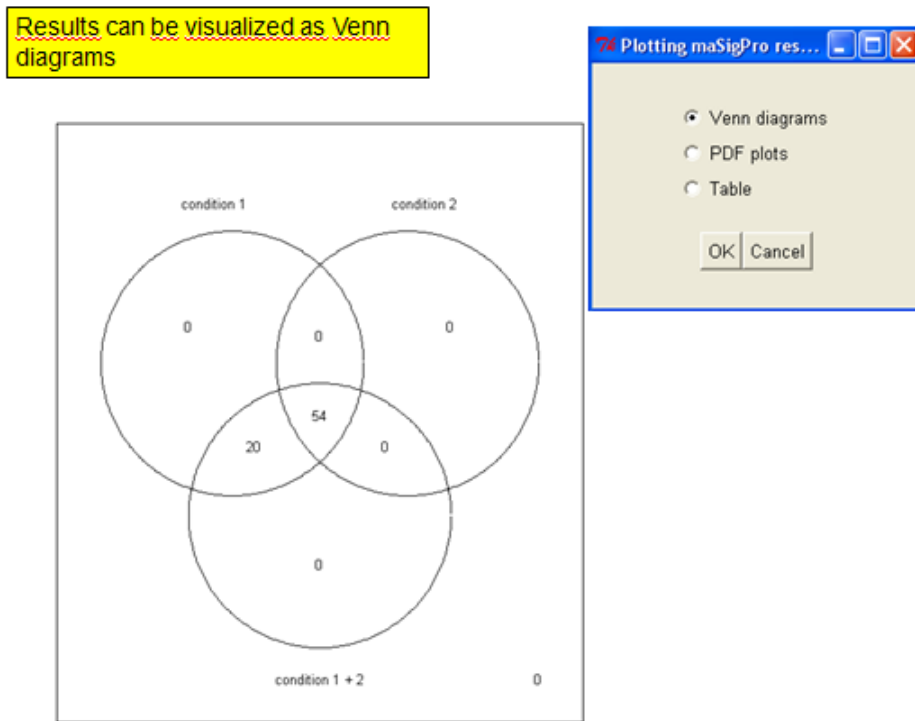 Results can be visualized as Venn
diagrams
Plotting maSigPro res...
Venn diagrams
PDF plots
Table
OK Cancel
condition 1 condition 2
0 0 0
54
20 0
0
condition 1 + 2 0